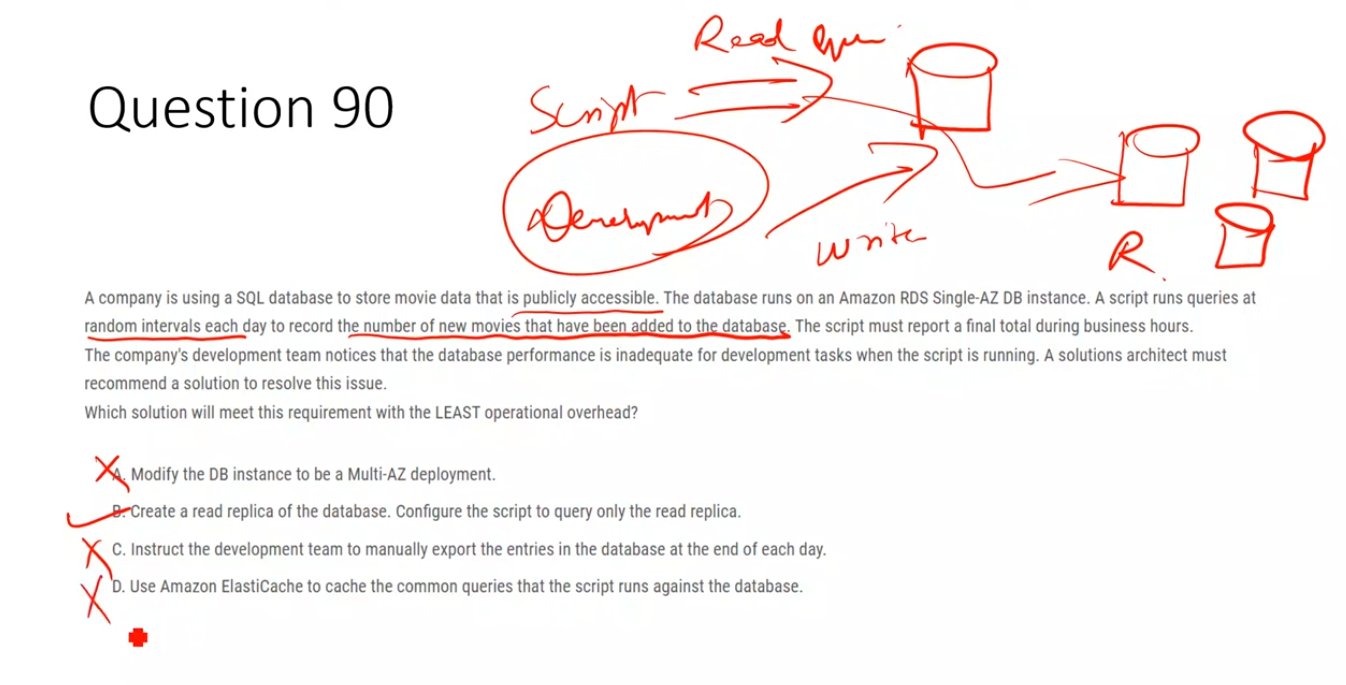 Read
Script
Question 90
Development
Write
R
A company is using a SQL database to store movie data that is publicly accessible. The database runs on an Amazon RDS Single-AZ DB instance. A script runs queries at
random intervals each day to record the number of new movies that have been added to the database. The script must report a final total during business hours.
The company's development team notices that the database performance is inadequate for development tasks when the script is running. A solutions architect must
recommend a solution to resolve this issue.
Which solution will meet this requirement with the LEAST operational overhead?
A. Modify the DB instance to be a Multi-AZ deployment.
B. Create a read replica of the database. Configure the script to query only the read replica.
C. Instruct the development team to manually export the entries in the database at the end of each day.
D. Use Amazon ElastiCache to cache the common queries that the script runs against the database.